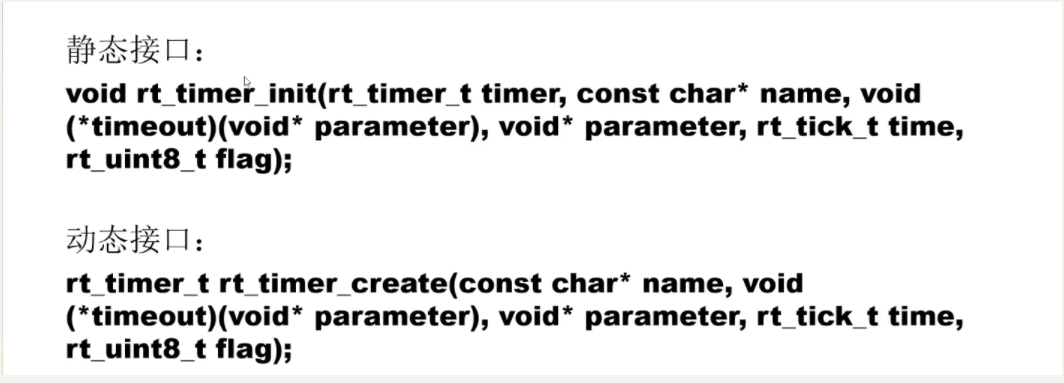 静态接口：
void rt_timer_init(rt_timer_t timer, const char* name, void
(*timeout)(void* parameter), void* parameter, rt_tick_t time,
rt_uint8_t flag);
动态接口：
rt_timer_t rt_timer_create(const char* name, void
(*timeout)(void* parameter), void* parameter, rt_tick_t time,
rt_uint8_t flag);